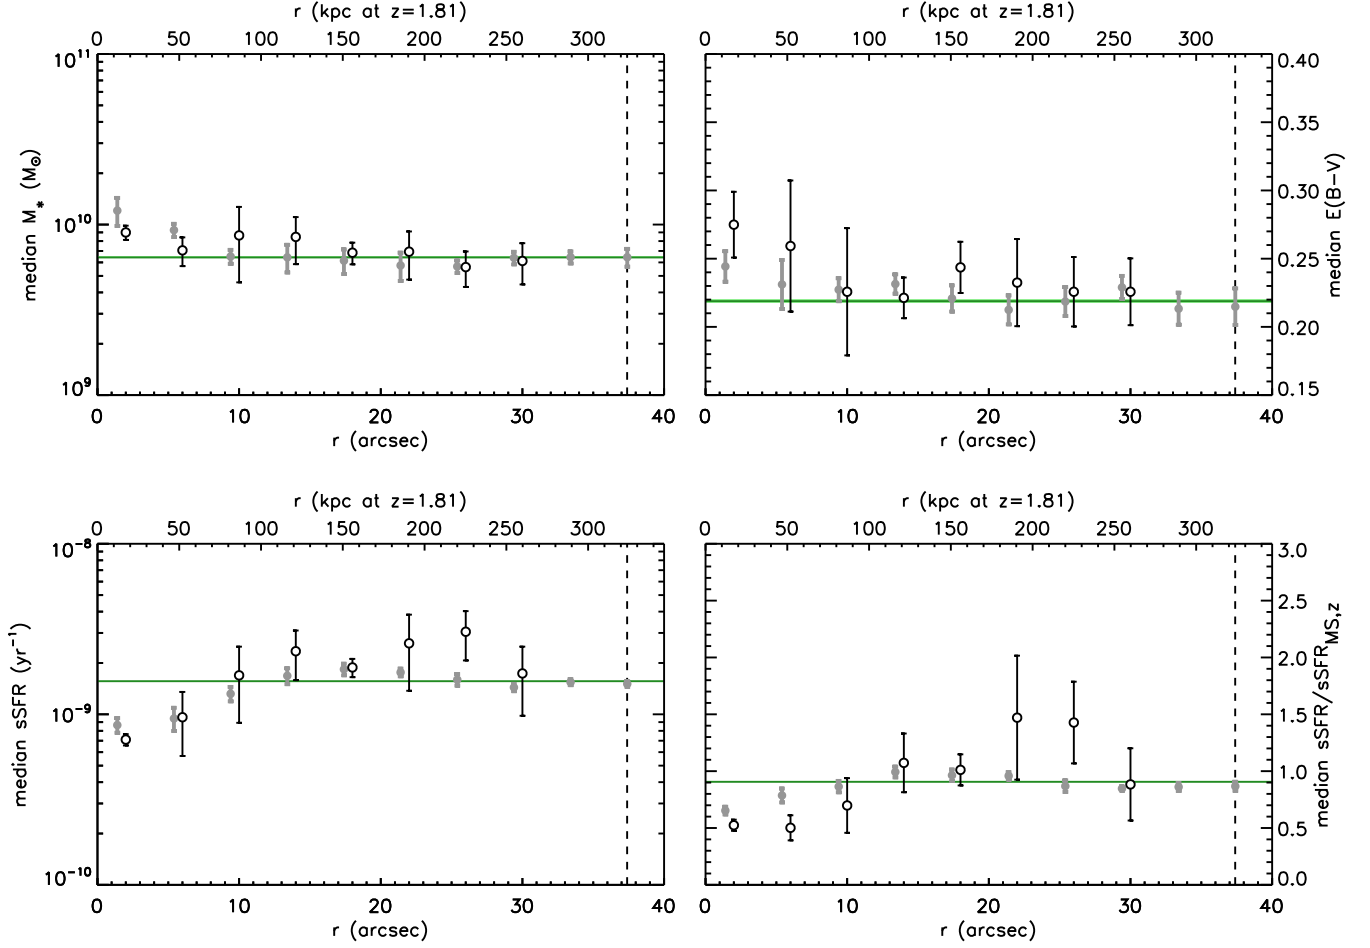 r (kpc at z=1.81)
0 50 100 150 200 250 300
10^11
10^10
10^9
median M_* (M_⊙)
0 10 20 30 40
r (arcsec)
r (kpc at z=1.81)
0 50 100 150 200 250 300
0.40
0.35
0.30
0.25
0.20
0.15
median E(B−V)
0 10 20 30 40
r (arcsec)
r (kpc at z=1.81)
0 50 100 150 200 250 300
10^−8
10^−9
10^−10
median sSFR (yr^−1)
0 10 20 30 40
r (arcsec)
r (kpc at z=1.81)
0 50 100 150 200 250 300
3.0
2.5
2.0
1.5
1.0
0.5
0.0
median sSFR/sSFR_MS,z
0 10 20 30 40
r (arcsec)